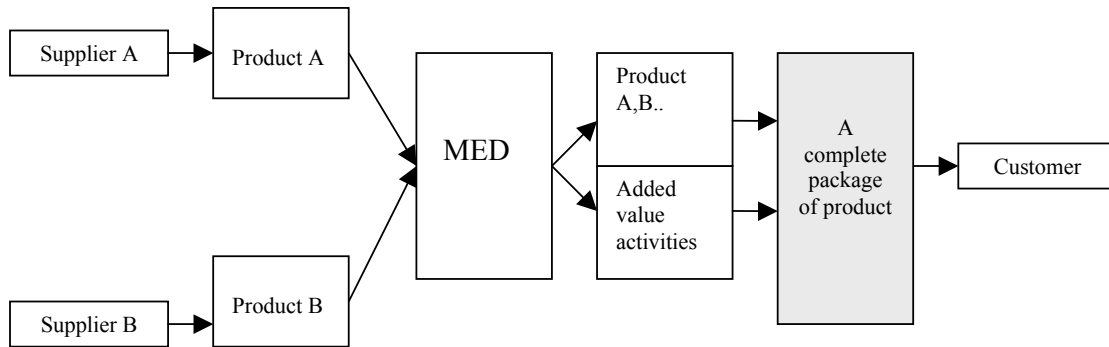 Supplier A
Product A
Supplier B
Product B
MED
Product
A,B..
Added
value
activities
A
complete
package
of product
Customer